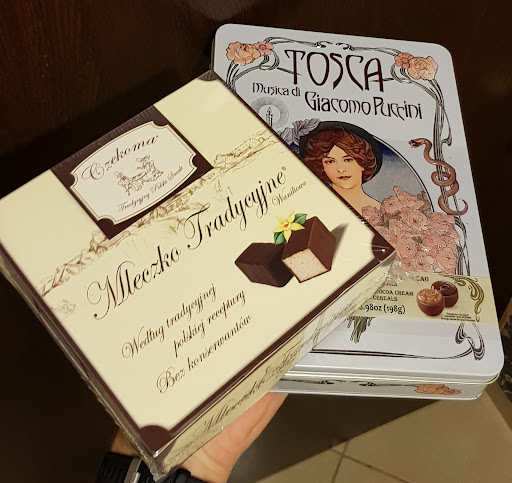 Czekoma
Tradycyjny Polski Smak
Mleczko Tradycyjne®
Waniliowe
Według tradycyjnej
polskiej receptury
Bez konserwantów
TOSCA
Musica di
Giacomo Puccini
CAO
COCOA CREAM
CEREALS
6.98oz (198g)